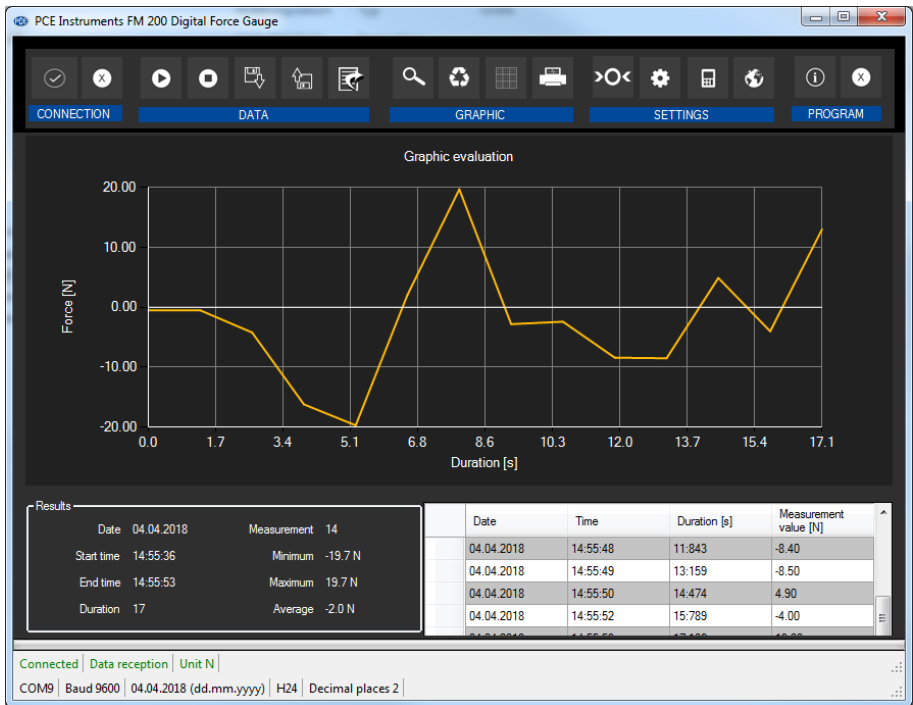 PCE Instruments FM 200 Digital Force Gauge
CONNECTION DATA GRAPHIC SETTINGS PROGRAM
Graphic evaluation
20.00
10.00
0.00
-10.00
-20.00
Force [N]
0.0 1.7 3.4 5.1 6.8 8.6 10.3 12.0 13.7 15.4 17.1
Duration [s]
Results
Date 04.04.2018 Measurement 14
Start time 14:55:36 Minimum -19.7 N
End time 14:55:53 Maximum 19.7 N
Duration 17 Average -2.0 N
Date Time Duration [s] Measurement value [N]
04.04.2018 14:55:48 11:843 -8.40
04.04.2018 14:55:49 13:159 -8.50
04.04.2018 14:55:50 14:474 4.90
04.04.2018 14:55:52 15:789 -4.00
Connected Data reception Unit N
COM9 Baud 9600 04.04.2018 (dd.mm.yyyy) H24 Decimal places 2